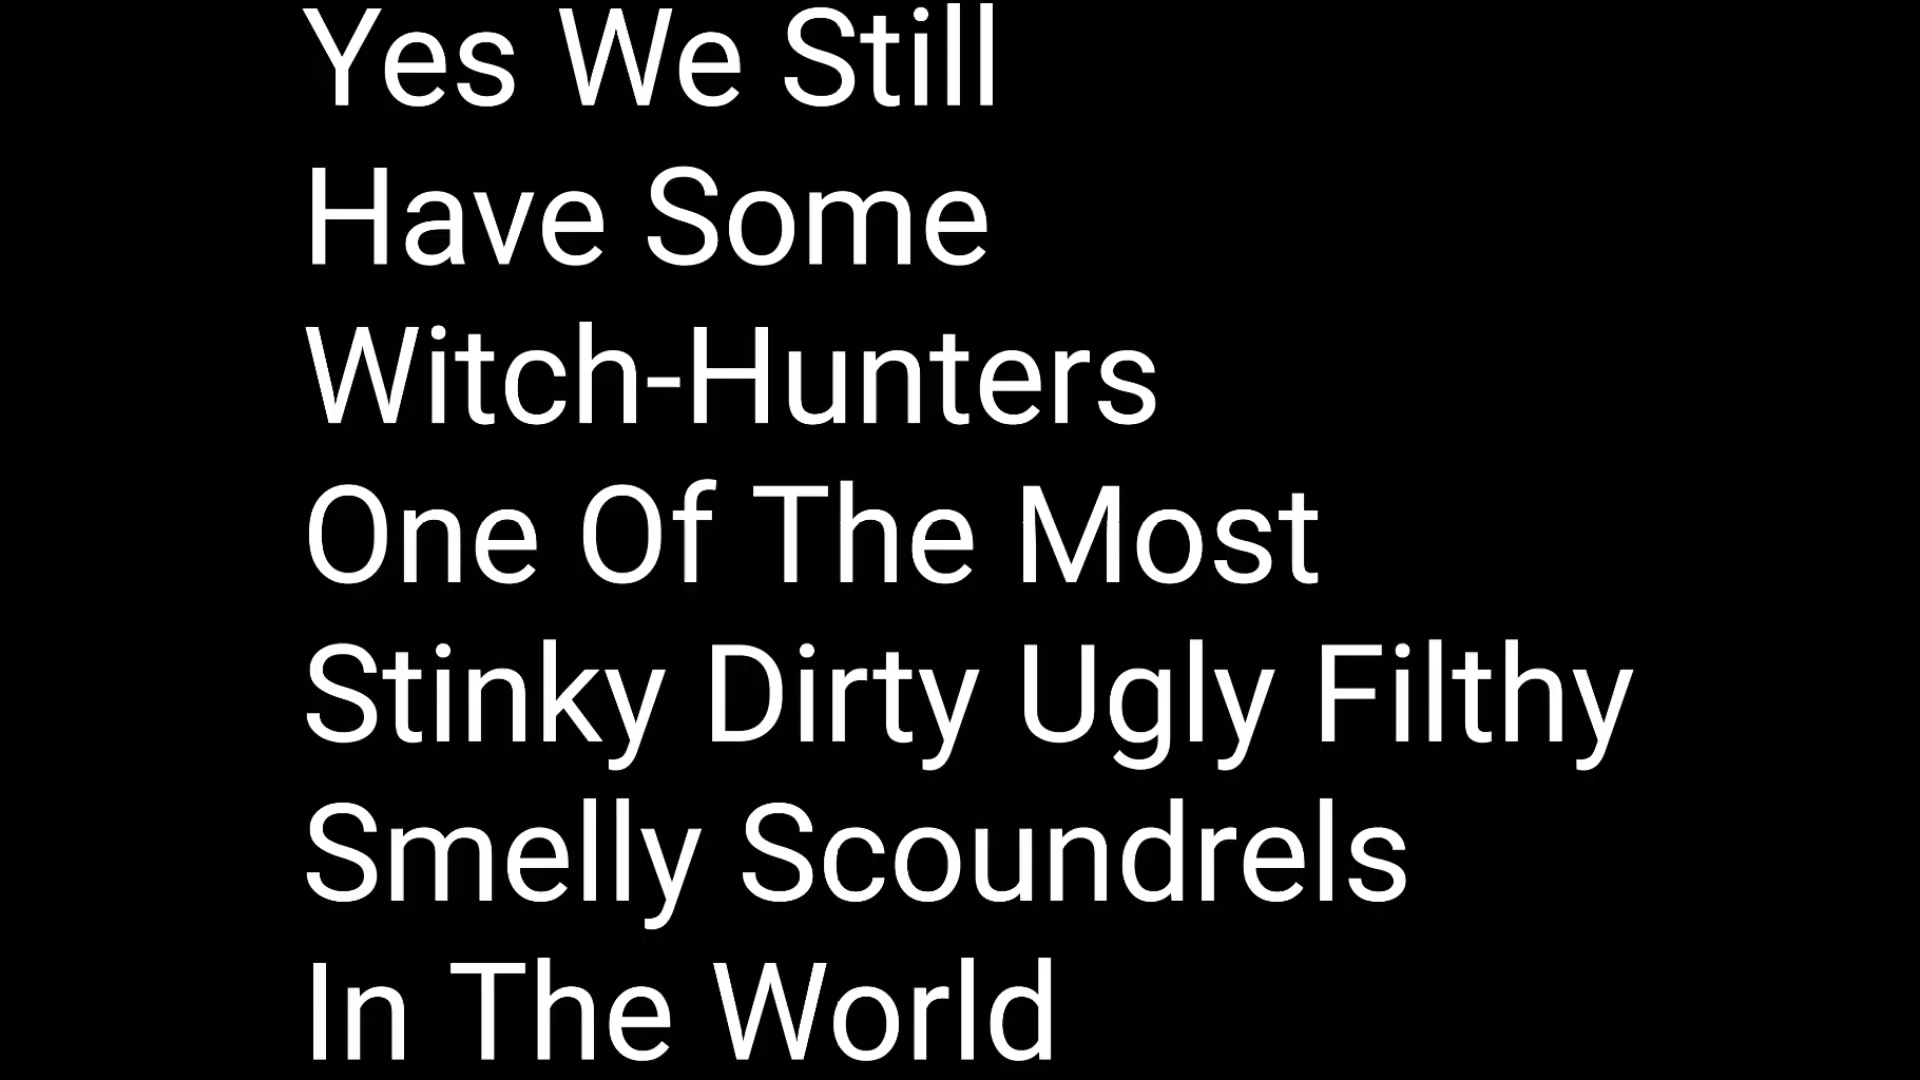 Yes We Still
Have Some
Witch-Hunters
One Of The Most
Stinky Dirty Ugly Filthy
Smelly Scoundrels
In The World